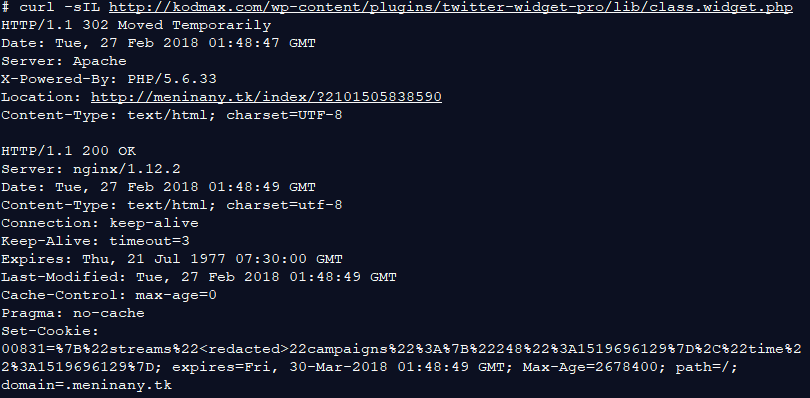 # curl -sIL http://kodmax.com/wp-content/plugins/twitter-widget-pro/lib/class.widget.php
HTTP/1.1 302 Moved Temporarily
Date: Tue, 27 Feb 2018 01:48:47 GMT
Server: Apache
X-Powered-By: PHP/5.6.33
Location: http://meninany.tk/index/?2101505838590
Content-Type: text/html; charset=UTF-8
HTTP/1.1 200 OK
Server: nginx/1.12.2
Date: Tue, 27 Feb 2018 01:48:49 GMT
Content-Type: text/html; charset=utf-8
Connection: keep-alive
Keep-Alive: timeout=3
Expires: Thu, 21 Jul 1977 07:30:00 GMT
Last-Modified: Tue, 27 Feb 2018 01:48:49 GMT
Cache-Control: max-age=0
Pragma: no-cache
Set-Cookie:
00831=%7B%22streams%22<redacted>22campaigns%22%3A%7B%22248%22%3A1519696129%7D%2C%22time%2
2%3A1519696129%7D; expires=Fri, 30-Mar-2018 01:48:49 GMT; Max-Age=2678400; path=/;
domain=.meninany.tk